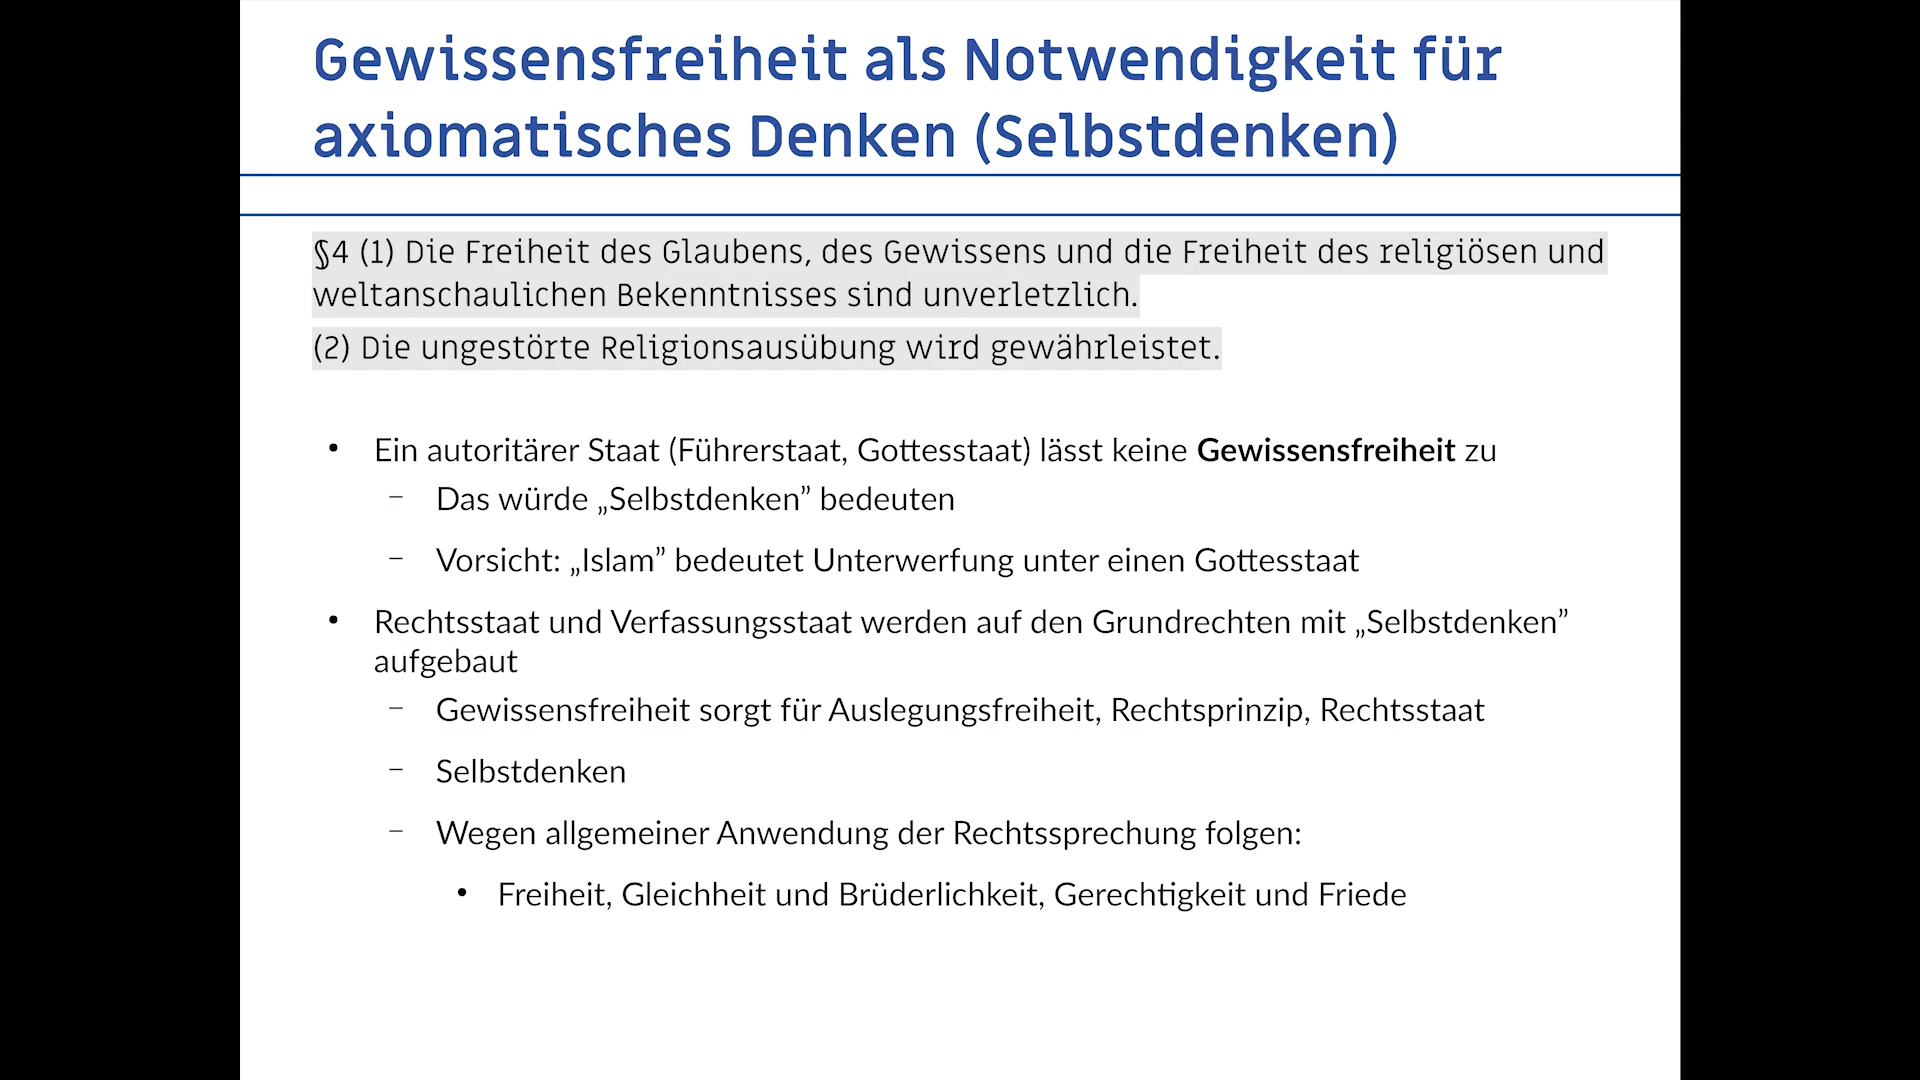 Gewissensfreiheit als Notwendigkeit für
axiomatisches Denken (Selbstdenken)
§4 (1) Die Freiheit des Glaubens, des Gewissens und die Freiheit des religiösen und
weltanschaulichen Bekenntnisses sind unverletzlich.
(2) Die ungestörte Religionsausübung wird gewährleistet.
• Ein autoritärer Staat (Führerstaat, Gottesstaat) lässt keine Gewissensfreiheit zu
– Das würde „Selbstdenken” bedeuten
– Vorsicht: „Islam” bedeutet Unterwerfung unter einen Gottesstaat
• Rechtsstaat und Verfassungsstaat werden auf den Grundrechten mit „Selbstdenken”
aufgebaut
– Gewissensfreiheit sorgt für Auslegungsfreiheit, Rechtsprinzip, Rechtsstaat
– Selbstdenken
– Wegen allgemeiner Anwendung der Rechtssprechung folgen:
• Freiheit, Gleichheit und Brüderlichkeit, Gerechtigkeit und Friede